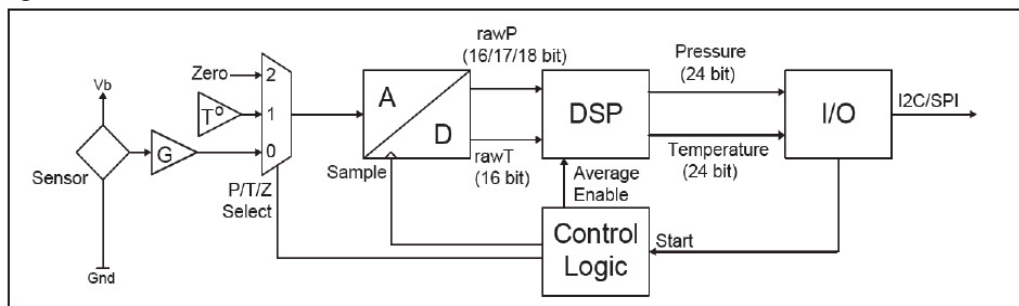 Vb
Sensor
Gnd
G
Zero
T°
2
1
0
P/T/Z
Select
A
D
Sample
rawP
(16/17/18 bit)
rawT
(16 bit)
DSP
Average
Enable
Control
Logic
Pressure
(24 bit)
Temperature
(24 bit)
I/O
Start
I2C/SPI